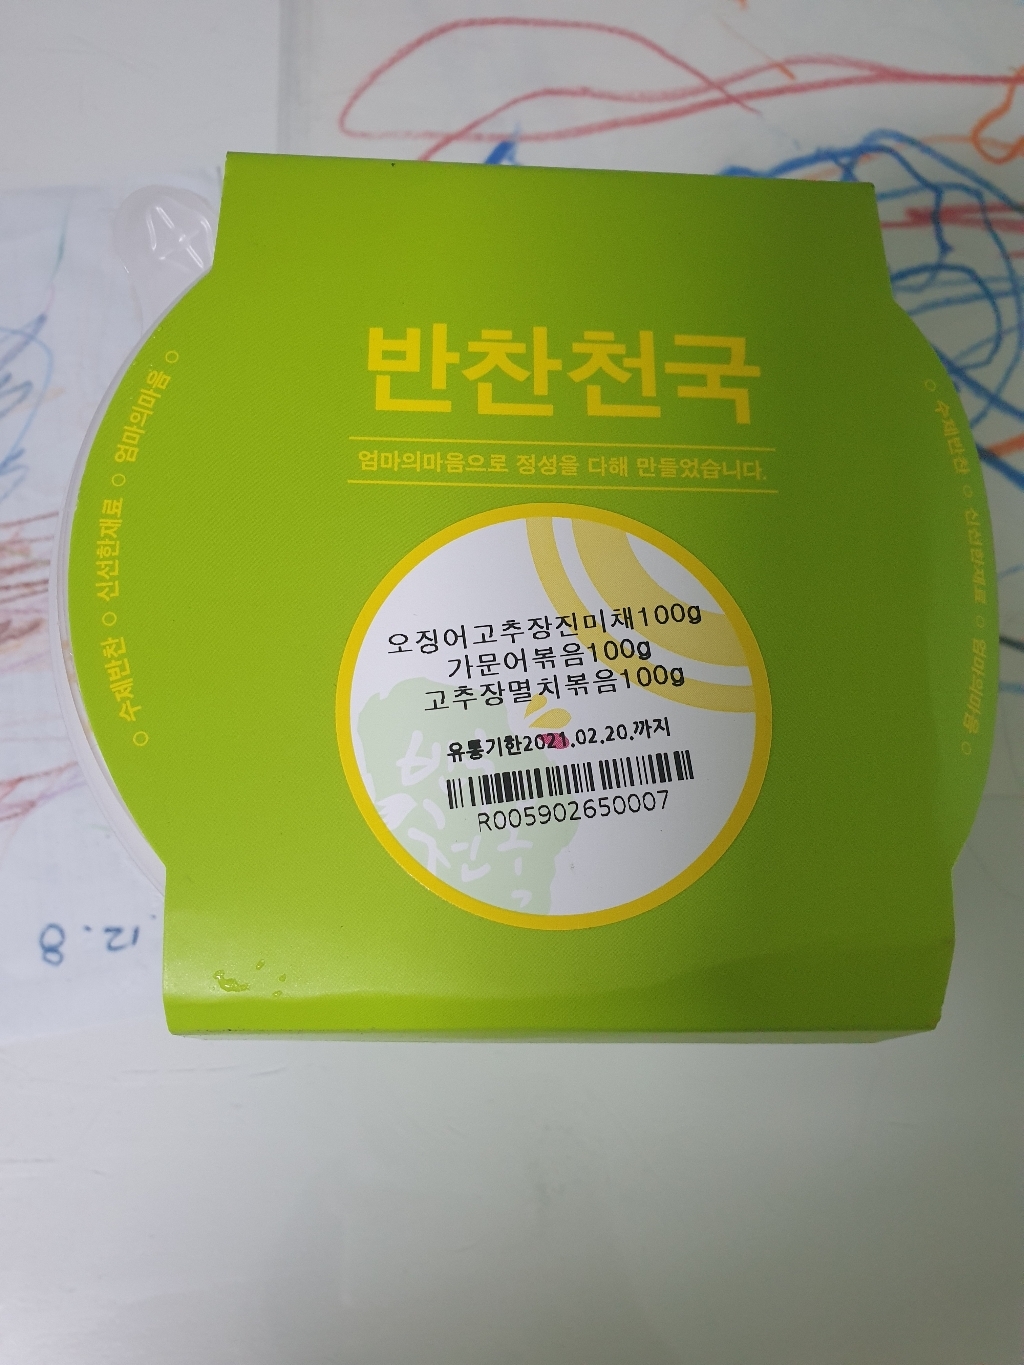 반찬천국
엄마의마음으로 정성을 다해 만들었습니다.
수제반찬 ○ 신선한재료 ○ 엄마의마음 ○
○ 수제반찬 ○ 신선한재료 ○ 엄마의마음 ○
오징어고추장진미채100g
가문어볶음100g
고추장멸치볶음100g
유통기한2021.02.20.까지
R005902650007
천국
12.8